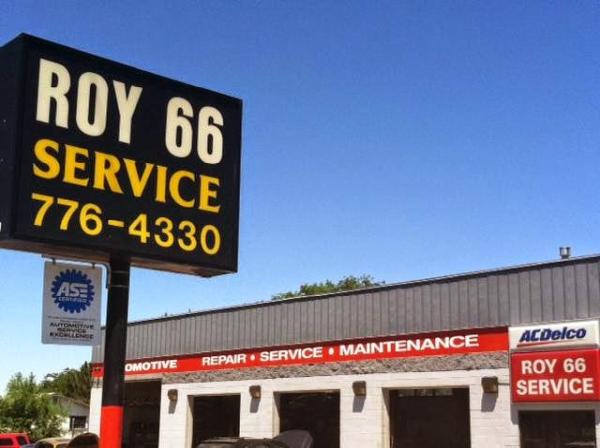 ROY 66
SERVICE
776-4330
ASE
CERTIFIED
AUTOMOTIVE
SERVICE
EXCELLENCE
OMOTIVE REPAIR • SERVICE • MAINTENANCE
ACDelco
ROY 66
SERVICE